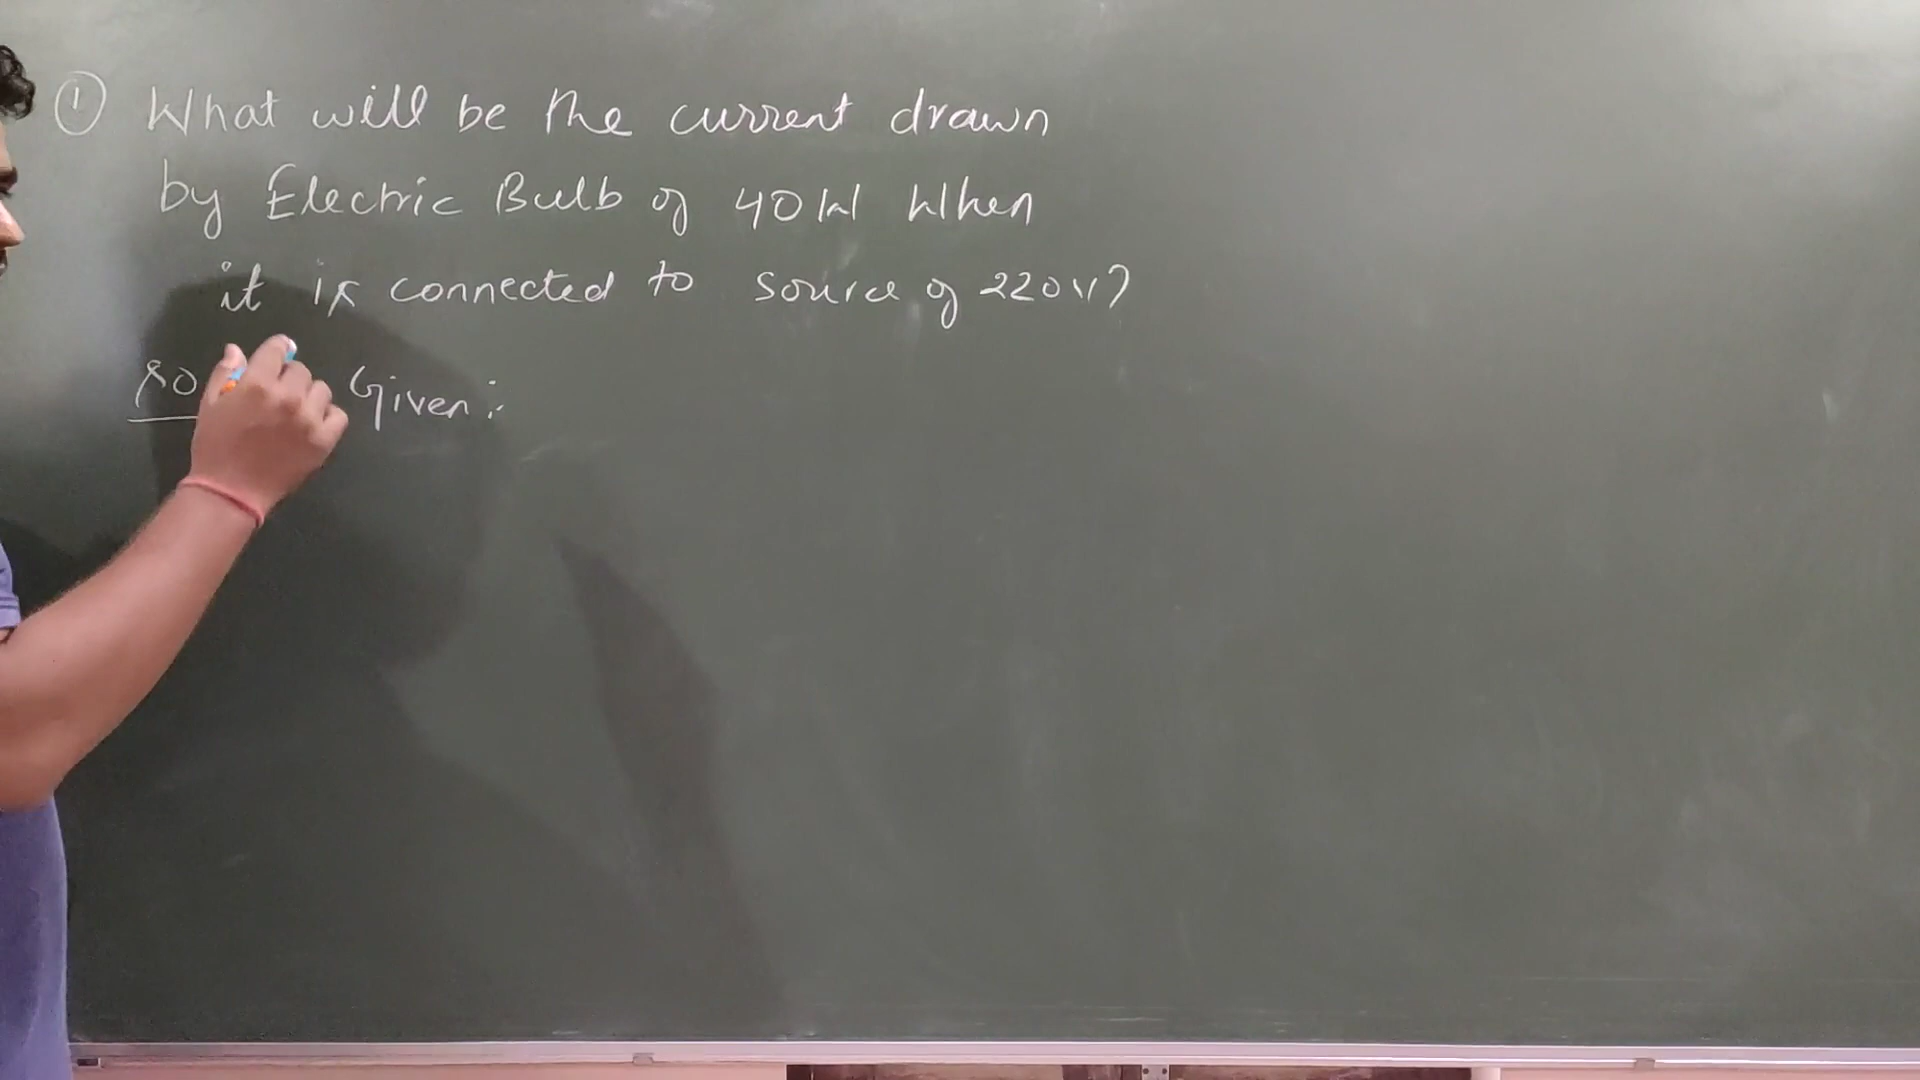 ① What will be the current drawn
by Electric Bulb of 40W When
it is connected to source of 220V?
Given :-